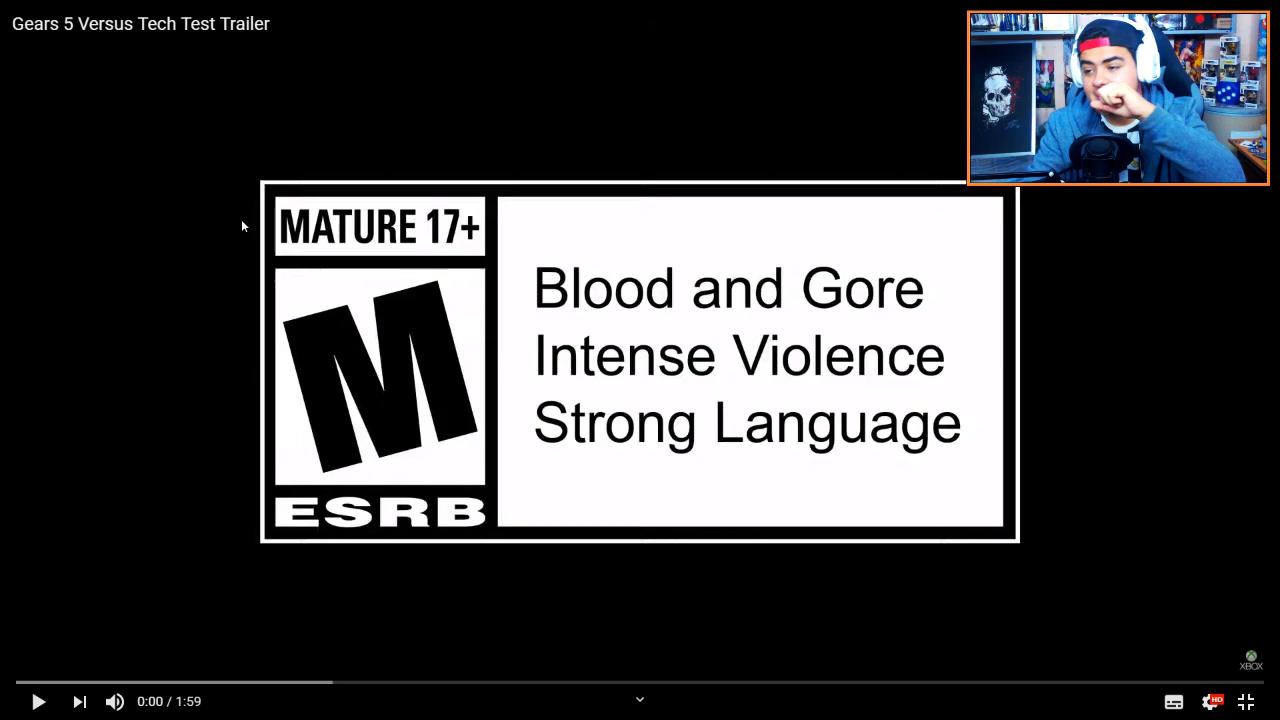 Gears 5 Versus Tech Test Trailer
MATURE 17+
M
ESRB
Blood and Gore
Intense Violence
Strong Language
XBOX
0:00 / 1:59
HD